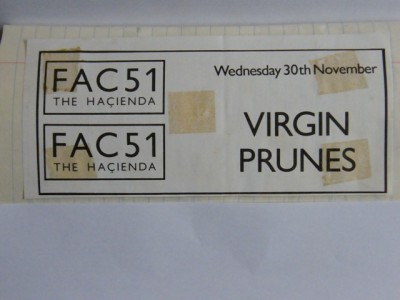 FAC51
THE HAÇIENDA
FAC51
THE HAÇIENDA
Wednesday 30th November
VIRGIN
PRUNES